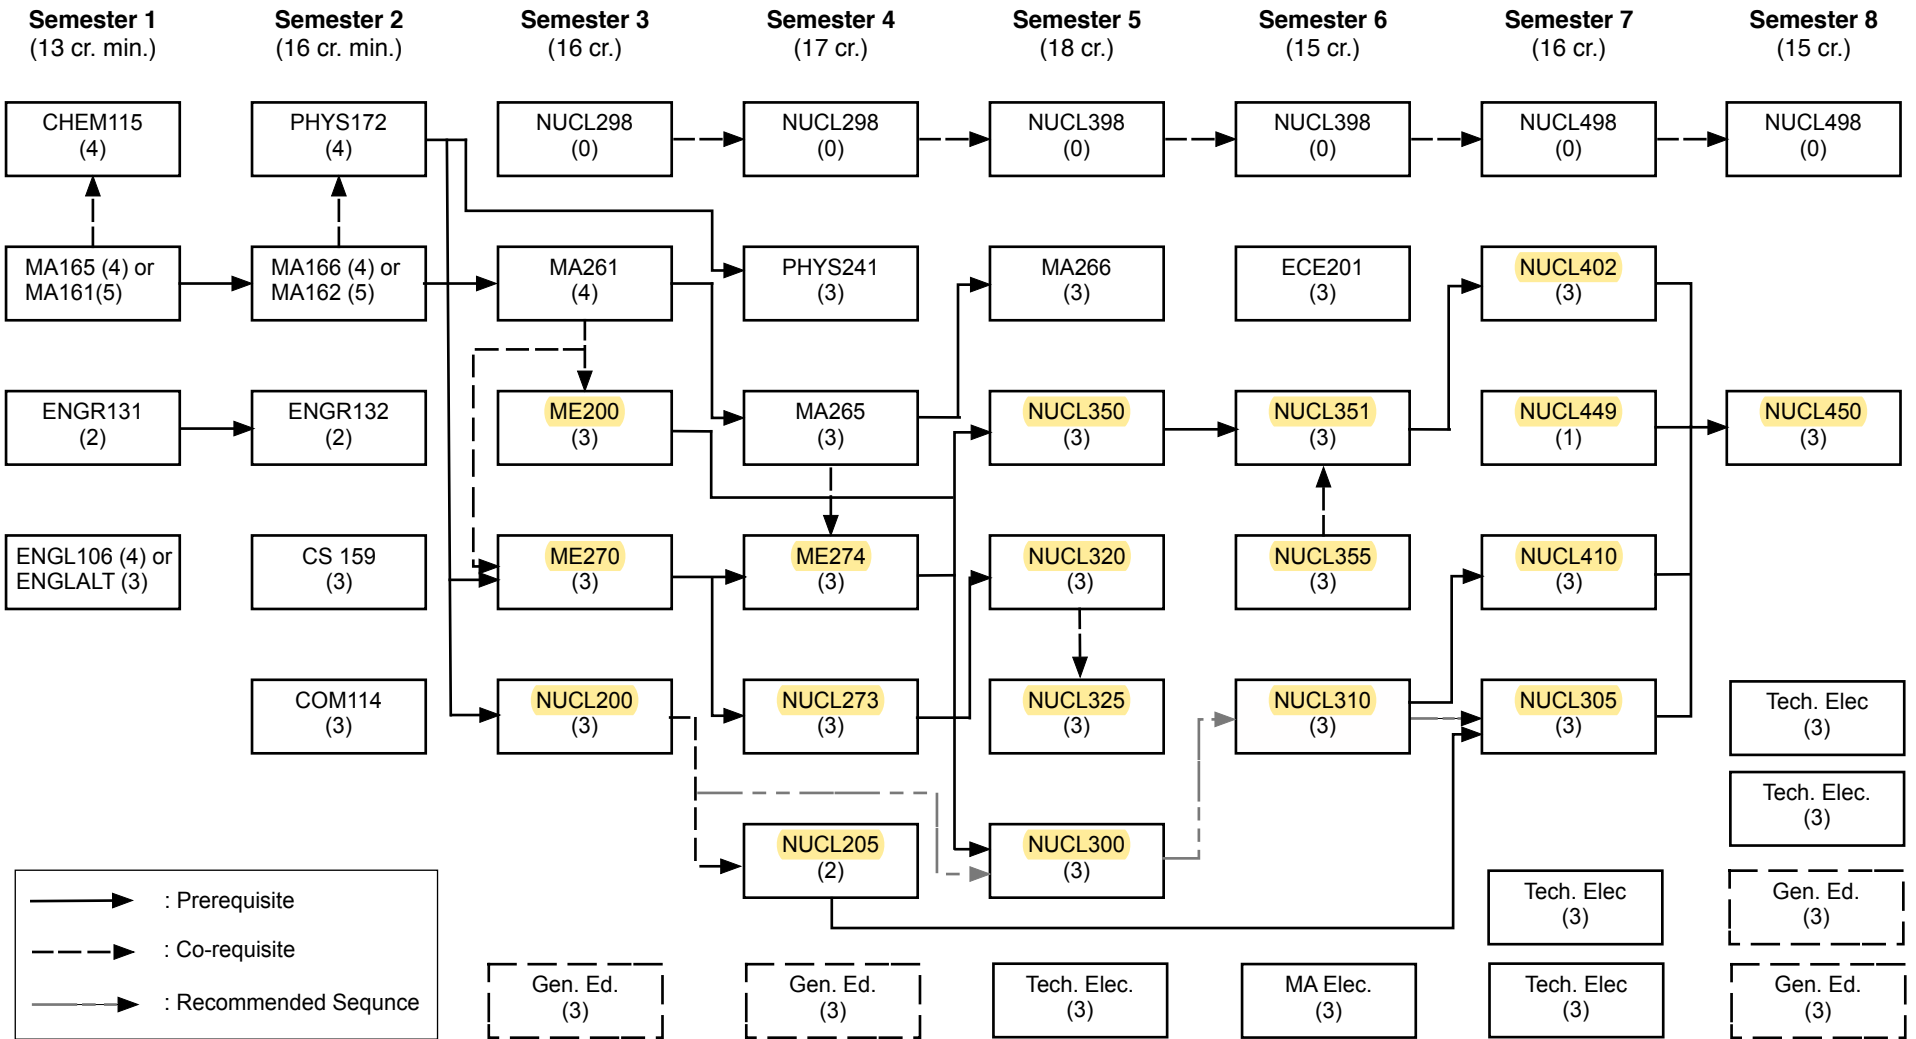 Semester 1
(13 cr. min.)
Semester 2
(16 cr. min.)
Semester 3
(16 cr.)
Semester 4
(17 cr.)
Semester 5
(18 cr.)
Semester 6
(15 cr.)
Semester 7
(16 cr.)
Semester 8
(15 cr.)
CHEM115
(4)
PHYS172
(4)
NUCL298
(0)
NUCL298
(0)
NUCL398
(0)
NUCL398
(0)
NUCL498
(0)
NUCL498
(0)
MA165 (4) or
MA161(5)
MA166 (4) or
MA162 (5)
MA261
(4)
PHYS241
(3)
MA266
(3)
ECE201
(3)
NUCL402
(3)
ENGR131
(2)
ENGR132
(2)
ME200
(3)
MA265
(3)
NUCL350
(3)
NUCL351
(3)
NUCL449
(1)
NUCL450
(3)
ENGL106 (4) or
ENGLALT (3)
CS 159
(3)
ME270
(3)
ME274
(3)
NUCL320
(3)
NUCL355
(3)
NUCL410
(3)
COM114
(3)
NUCL200
(3)
NUCL273
(3)
NUCL325
(3)
NUCL310
(3)
NUCL305
(3)
Tech. Elec
(3)
Tech. Elec.
(3)
NUCL205
(2)
NUCL300
(3)
Tech. Elec
(3)
Gen. Ed.
(3)
: Prerequisite
: Co-requisite
: Recommended Sequnce
Gen. Ed.
(3)
Gen. Ed.
(3)
Tech. Elec.
(3)
MA Elec.
(3)
Tech. Elec
(3)
Gen. Ed.
(3)